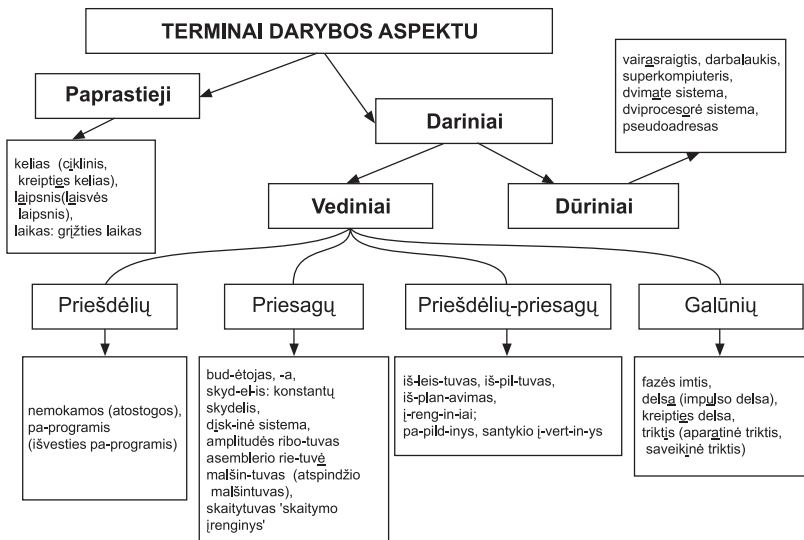 TERMINAI DARYBOS ASPEKTU
Paprastieji
kelias (ciklinis,
kreipties kelias),
laipsnis(laisvės
laipsnis),
laikas: grįžties laikas
Dariniai
vairasraigtis, darbalaukis,
superkompiuteris,
dvimate sistema,
dviprocesorė sistema,
pseudoadresas
Vediniai
Dūriniai
Priešdėlių
Priesagų
Priešdėlių-priesagų
Galūnių
nemokamos (atostogos),
pa-programis
(išvesties pa-programis)
bud-ėtojas, -a,
skyd-el-is: konstantų
skydelis,
disk-inė sistema,
amplitudės ribo-tuvas
asemblerio rie-tuvė
malšin-tuvas (atspindžio
malšintuvas),
skaitytuvas 'skaitymo
įrenginys'
iš-leis-tuvas, iš-pil-tuvas,
iš-plan-avimas,
į-reng-in-iai;
pa-pild-inys, santykio į-vert-in-ys
fazės imtis,
delsa (impulso delsa),
kreipties delsa,
triktis (aparatinė triktis,
saveikinė triktis)